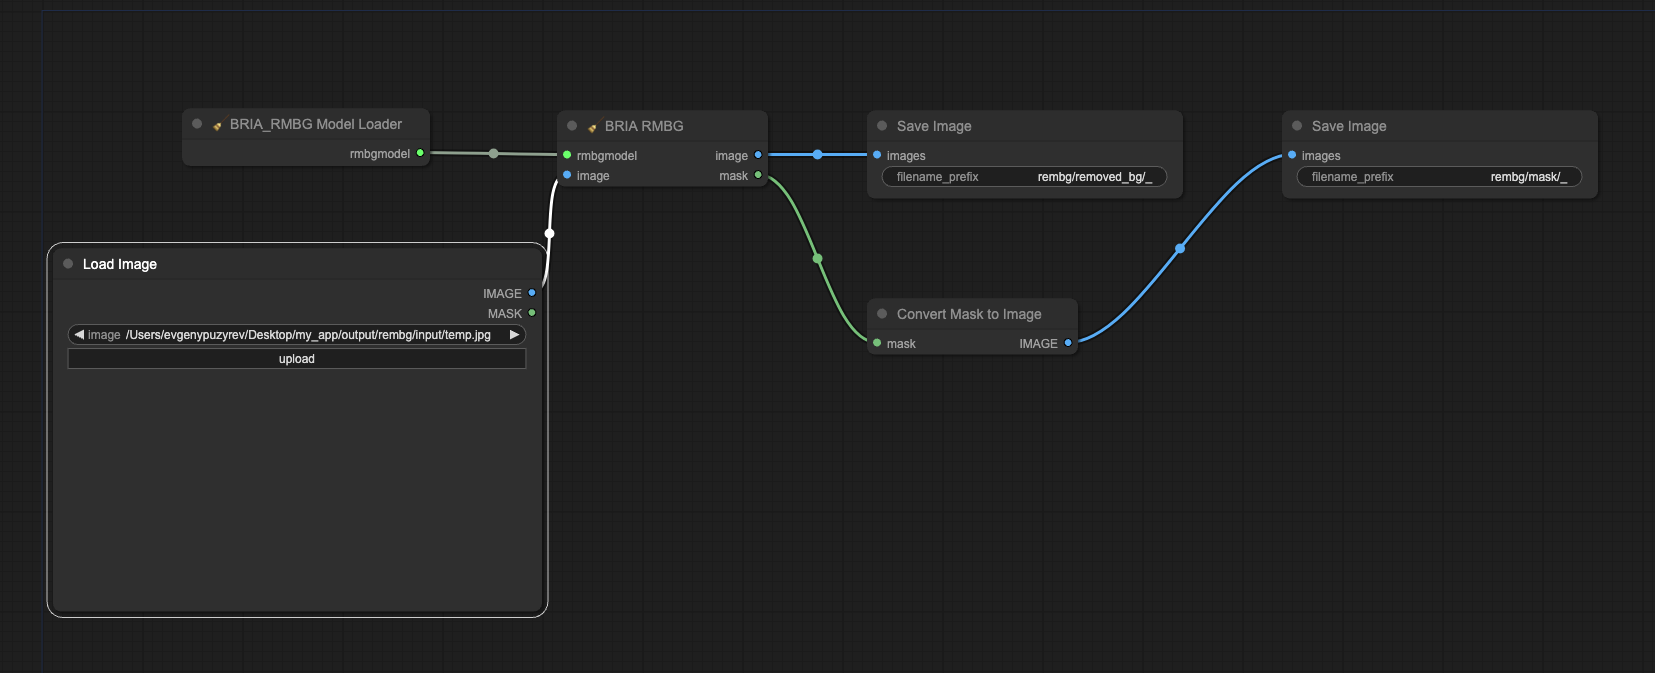 BRIA_RMBG Model Loader
rmbgmodel
BRIA RMBG
rmbgmodel image
image mask
Save Image
images
filename_prefix rembg/removed_bg/_
Save Image
images
filename_prefix rembg/mask/_
Load Image
IMAGE
MASK
image /Users/evgenypuzyrev/Desktop/my_app/output/rembg/input/temp.jpg
upload
Convert Mask to Image
mask IMAGE